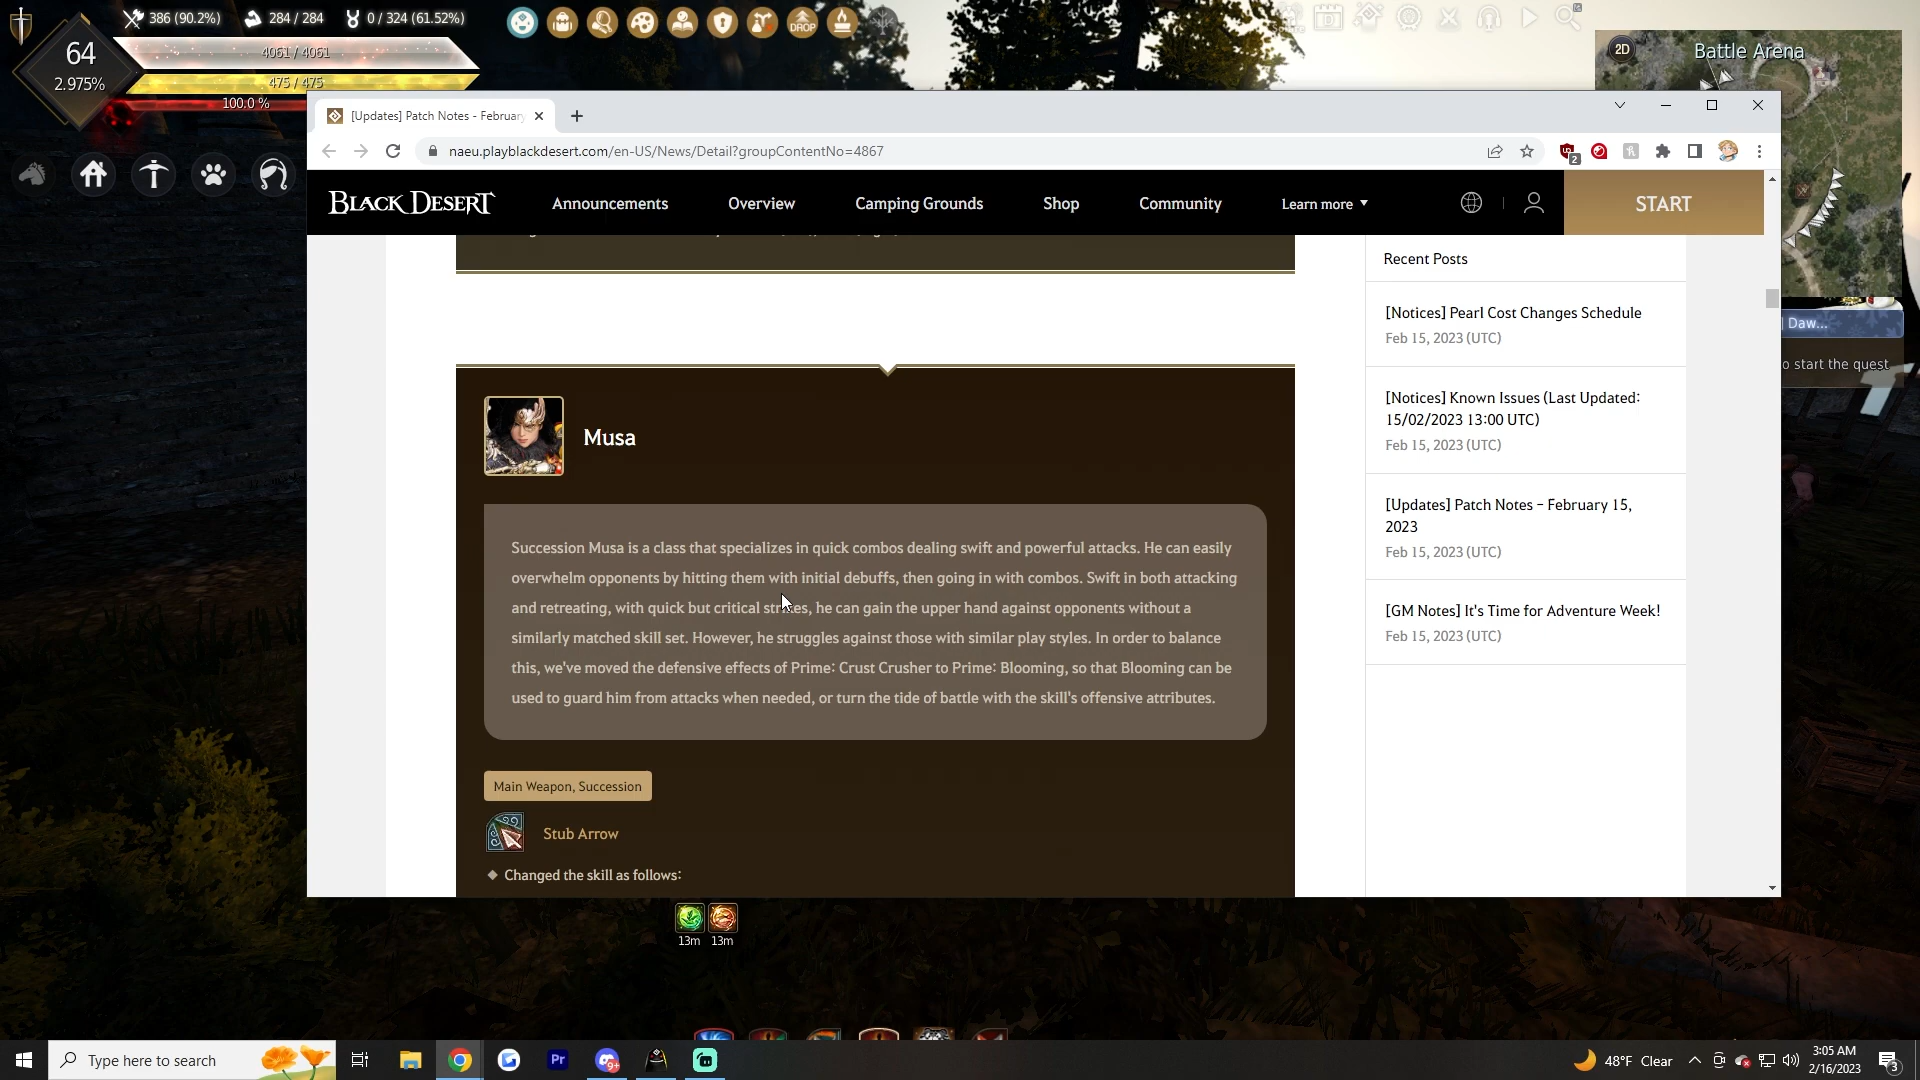 386 (90.2%)
284 / 284
0 / 324 (61.52%)
64
2.975%
4061 / 4061
475 / 475
100.0 %
DROP
2D
Battle Arena
[Updates] Patch Notes - February
naeu.playblackdesert.com/en-US/News/Detail?groupContentNo=4867
2
BLACK DESERT
Announcements
Overview
Camping Grounds
Shop
Community
Learn more
START
Recent Posts
[Notices] Pearl Cost Changes Schedule
Feb 15, 2023 (UTC)
[Notices] Known Issues (Last Updated:
15/02/2023 13:00 UTC)
Feb 15, 2023 (UTC)
[Updates] Patch Notes – February 15,
2023
Feb 15, 2023 (UTC)
[GM Notes] It's Time for Adventure Week!
Feb 15, 2023 (UTC)
Daw...
o start the quest
Musa
Succession Musa is a class that specializes in quick combos dealing swift and powerful attacks. He can easily
overwhelm opponents by hitting them with initial debuffs, then going in with combos. Swift in both attacking
and retreating, with quick but critical strikes, he can gain the upper hand against opponents without a
similarly matched skill set. However, he struggles against those with similar play styles. In order to balance
this, we've moved the defensive effects of Prime: Crust Crusher to Prime: Blooming, so that Blooming can be
used to guard him from attacks when needed, or turn the tide of battle with the skill's offensive attributes.
Main Weapon, Succession
Stub Arrow
Changed the skill as follows:
13m
13m
Type here to search
Pr
9+
48°F Clear
3:05 AM
2/16/2023
3